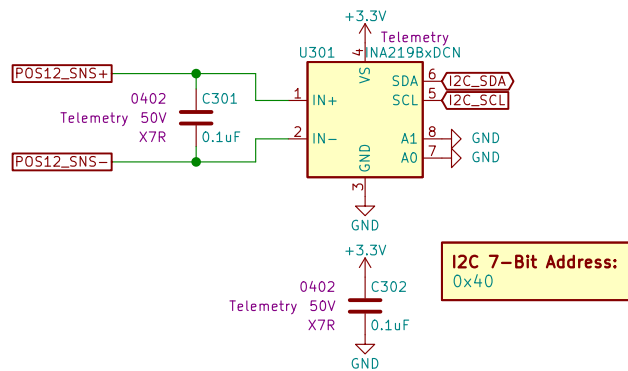 +3.3V
Telemetry
U301 INA219BxDCN
POS12_SNS+
4
VS
SDA 6 I2C_SDA
0402 C301
1 IN+
SCL 5 I2C_SCL
Telemetry 50V
X7R 0.1uF
2 IN-
A1 8 GND
POS12_SNS-
A0 7 GND
GND
3
GND
+3.3V
0402 C302
Telemetry 50V
X7R 0.1uF
GND
I2C 7-Bit Address:
0x40